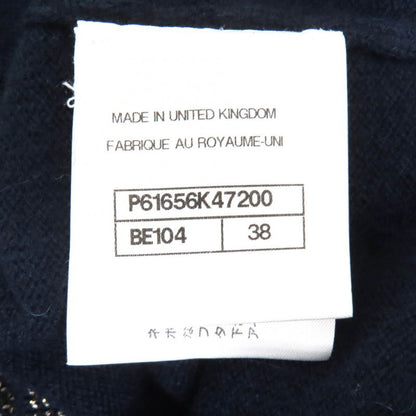 MADE IN UNITED KINGDOM
FABRIQUE AU ROYAUME-UNI
P61656K47200
BE104 38